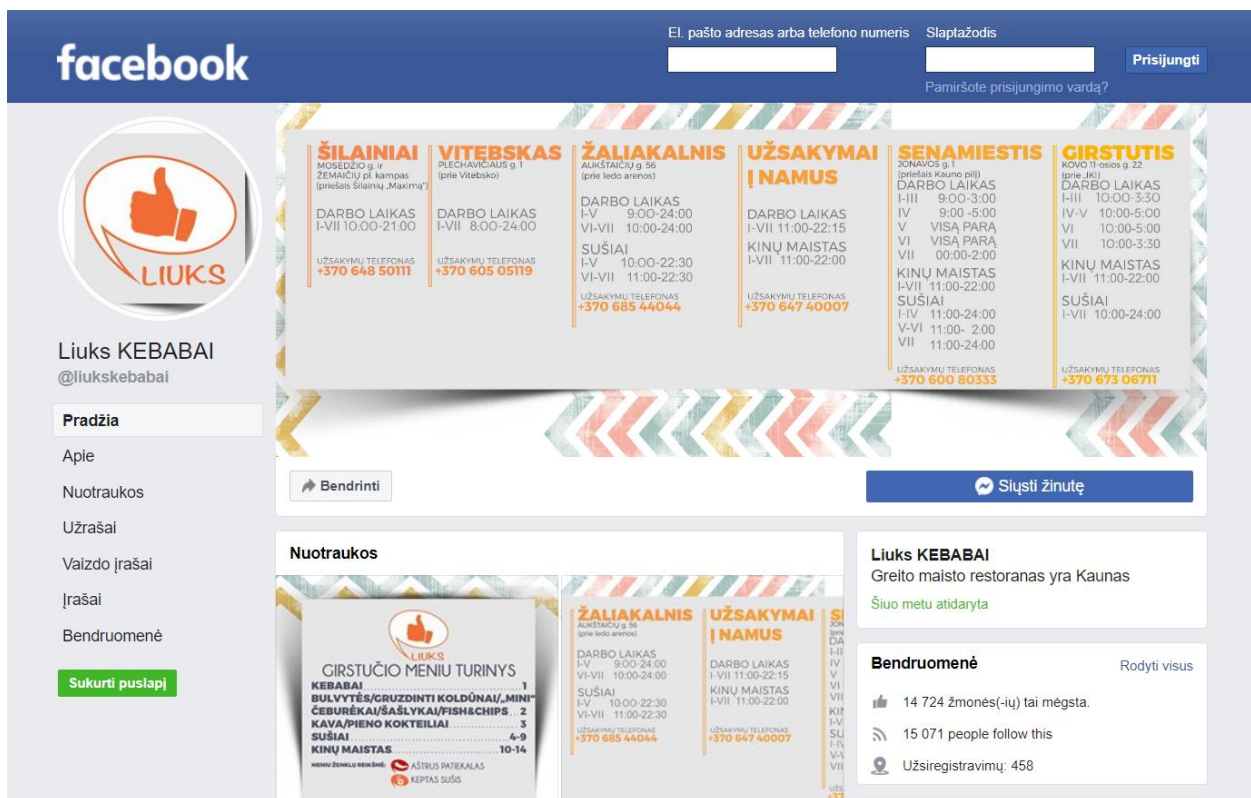 facebook
El. pašto adresas arba telefono numeris
Slaptažodis
Prisijungti
Pamiršote prisijungimo vardą?
LIUKS
Liuks KEBABAI
@liukskebabai
Pradžia
Apie
Nuotraukos
Užrašai
Vaizdo įrašai
Įrašai
Bendruomenė
Sukurti puslapį
ŠILAINIAI
MOSĖDŽIO g. ir
ŽEMAIČIŲ pl. kampas
(priešais Šilainių „Maximą")
DARBO LAIKAS
I-VII 10:00-21:00
UŽSAKYMŲ TELEFONAS
+370 648 50111
VITEBSKAS
PLECHAVIČIAUS g. 1
(prie Vitebsko)
DARBO LAIKAS
I-VII 8:00-24:00
UŽSAKYMŲ TELEFONAS
+370 605 05119
ŽALIAKALNIS
AUKŠTAIČIŲ g. 56
(prie ledo arenos)
DARBO LAIKAS
I-V 9:00-24:00
VI-VII 10:00-24:00
SUŠIAI
I-V 10:00-22:30
VI-VII 11:00-22:30
UŽSAKYMŲ TELEFONAS
+370 685 44044
UŽSAKYMAI
Į NAMUS
DARBO LAIKAS
I-VII 11:00-22:15
KINŲ MAISTAS
I-VII 11:00-22:00
UŽSAKYMŲ TELEFONAS
+370 647 40007
SENAMIESTIS
JONAVOS g. 1
(priešais Kauno pilį)
DARBO LAIKAS
I-III 9:00-3:00
IV 9:00 -5:00
V VISĄ PARĄ
VI VISĄ PARĄ
VII 00:00-2:00
KINŲ MAISTAS
I-VII 11:00-22:00
SUŠIAI
I-IV 11:00-24:00
V-VI 11:00- 2:00
VII 11:00-24:00
UŽSAKYMŲ TELEFONAS
+370 600 80333
GIRSTUTIS
KOVO 11-osios g. 22
(prie „IKI)
DARBO LAIKAS
I-III 10:00-3:30
IV-V 10:00-5:00
VI 10:00-5:00
VII 10:00-3:30
KINŲ MAISTAS
I-VII 11:00-22:00
SUŠIAI
I-VII 10:00-24:00
UŽSAKYMŲ TELEFONAS
+370 673 06711
Bendrinti
Siųsti žinutę
Nuotraukos
LIUKS
GIRSTUČIO MENIU TURINYS
KEBABAI 1
BULVYTĖS/GRUZDINTI KOLDŪNAI/„MINI"
ČEBURĖKAI/ŠAŠLYKAI/FISH&CHIPS 2
KAVA/PIENO KOKTEILIAI 3
SUŠIAI 4-9
KINŲ MAISTAS 10-14
MENIU ŽENKLŲ REIKŠMĖ: AŠTRUS PATIEKALAS
KEPTAS SUŠIS
ŽALIAKALNIS
AUKŠTAIČIŲ g. 56
(prie ledo arenos)
DARBO LAIKAS
I-V 9:00-24:00
VI-VII 10:00-24:00
SUŠIAI
I-V 10:00-22:30
VI-VII 11:00-22:30
UŽSAKYMŲ TELEFONAS
+370 685 44044
UŽSAKYMAI
Į NAMUS
DARBO LAIKAS
I-VII 11:00-22:15
KINŲ MAISTAS
I-VII 11:00-22:00
UŽSAKYMŲ TELEFONAS
+370 647 40007
Liuks KEBABAI
Greito maisto restoranas yra Kaunas
Šiuo metu atidaryta
Bendruomenė
Rodyti visus
14 724 žmonės(-ių) tai mėgsta.
15 071 people follow this
Užsiregistravimų: 458